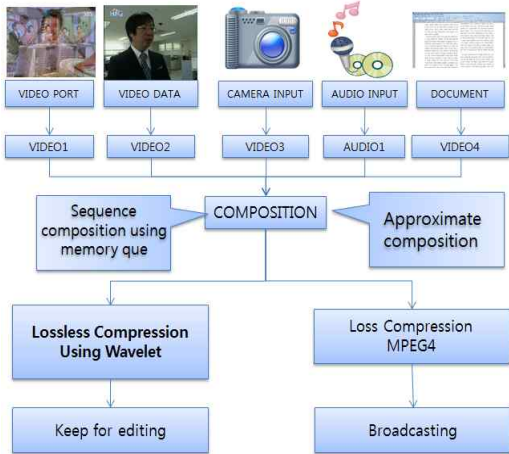 VIDEO PORT
VIDEO DATA
CAMERA INPUT
AUDIO INPUT
DOCUMENT
VIDEO1
VIDEO2
VIDEO3
AUDIO1
VIDEO4
Sequence
composition using
memory que
COMPOSITION
Approximate
composition
Lossless Compression
Using Wavelet
Loss Compression
MPEG4
Keep for editing
Broadcasting